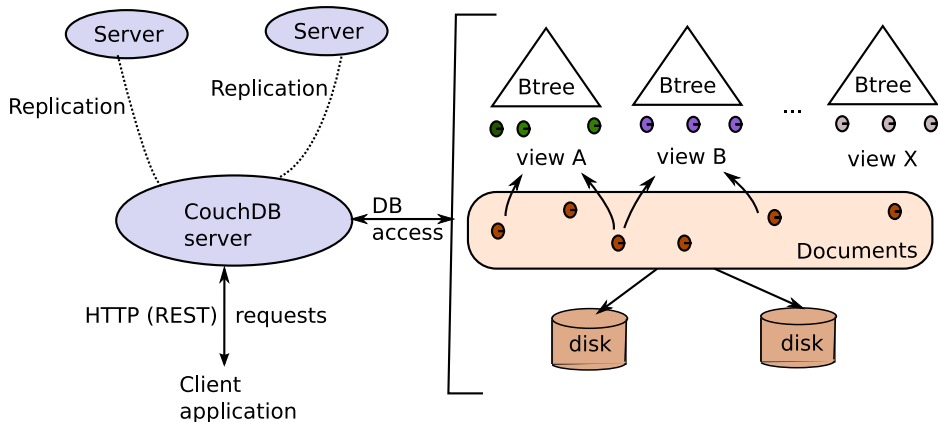 Server
Server
Replication
Replication
CouchDB
server
DB
access
HTTP (REST)
requests
Client
application
Btree
Btree
...
Btree
view A
view B
view X
Documents
disk
disk